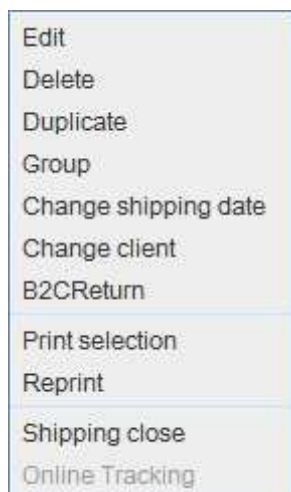 Edit
Delete
Duplicate
Group
Change shipping date
Change client
B2CReturn
Print selection
Reprint
Shipping close
Online Tracking